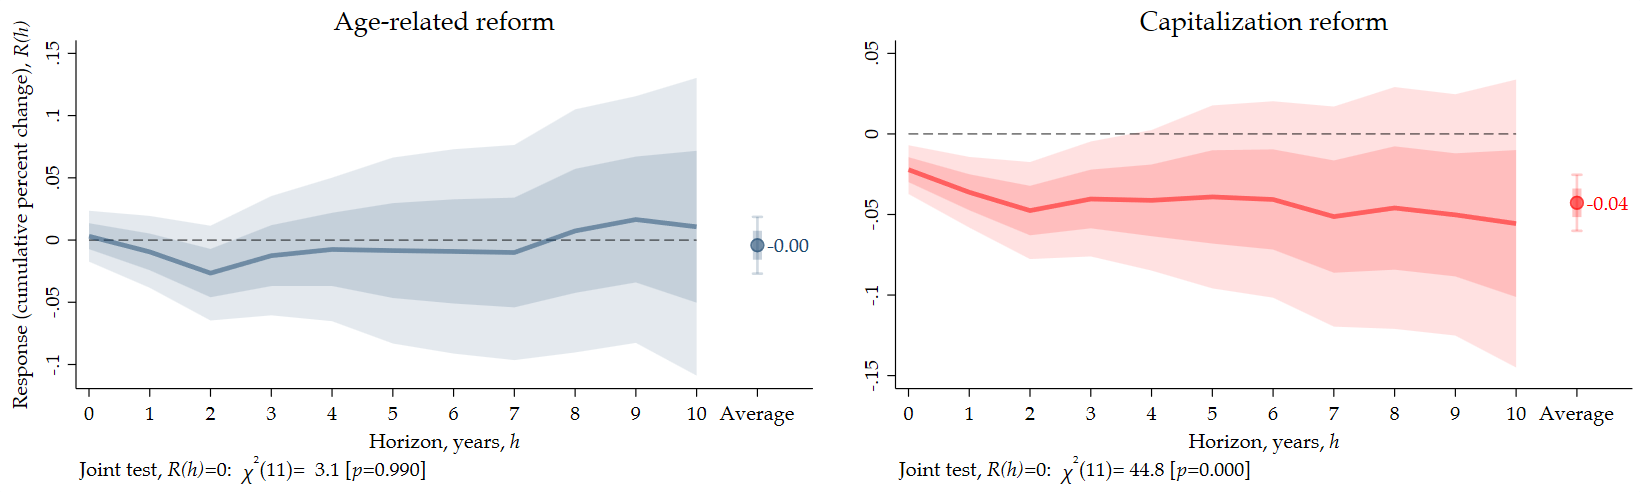 Age-related reform
Response (cumulative percent change), R(h)
.15
.1
.05
0
-.05
-.1
-0.00
0 1 2 3 4 5 6 7 8 9 10 Average
Horizon, years, h
Joint test, R(h)=0: χ²(11)= 3.1 [p=0.990]
Capitalization reform
.05
0
-.05
-.1
-.15
-0.04
0 1 2 3 4 5 6 7 8 9 10 Average
Horizon, years, h
Joint test, R(h)=0: χ²(11)= 44.8 [p=0.000]